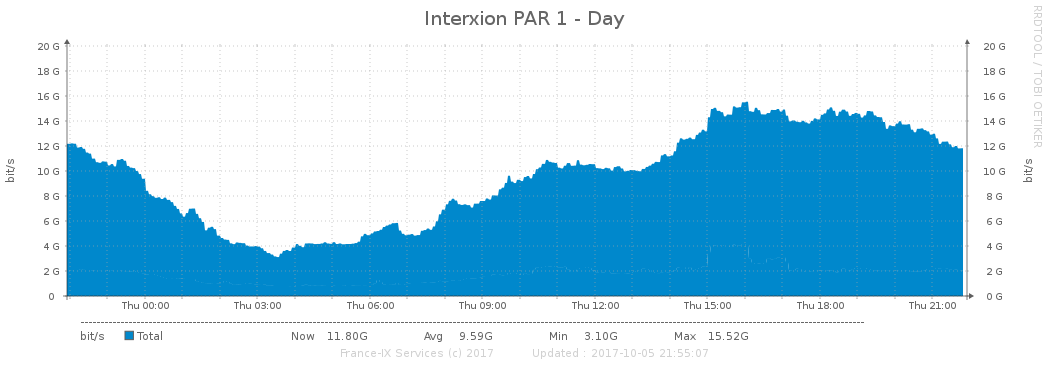 Interxion PAR 1 - Day
RRDTOOL / TOBI OETIKER
20 G 20 G
18 G 18 G
16 G 16 G
14 G 14 G
12 G 12 G
10 G 10 G
8 G 8 G
6 G 6 G
4 G 4 G
2 G 2 G
0 0 G
bit/s bit/s
Thu 00:00 Thu 03:00 Thu 06:00 Thu 09:00 Thu 12:00 Thu 15:00 Thu 18:00 Thu 21:00
bit/s Total Now 11.80G Avg 9.59G Min 3.10G Max 15.52G
France-IX Services (c) 2017 Updated : 2017-10-05 21:55:07